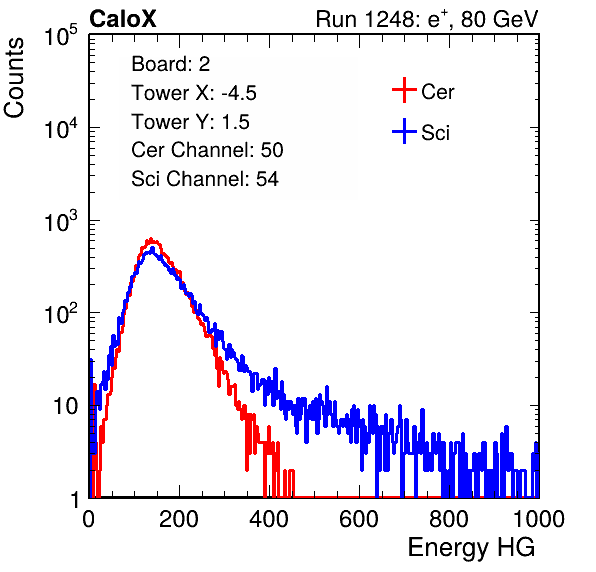 CaloX Run 1248: e⁺, 80 GeV
Counts
Board: 2
Tower X: -4.5
Tower Y: 1.5
Cer Channel: 50
Sci Channel: 54
Cer
Sci
10⁵
10⁴
10³
10²
10
1
0 200 400 600 800 1000
Energy HG